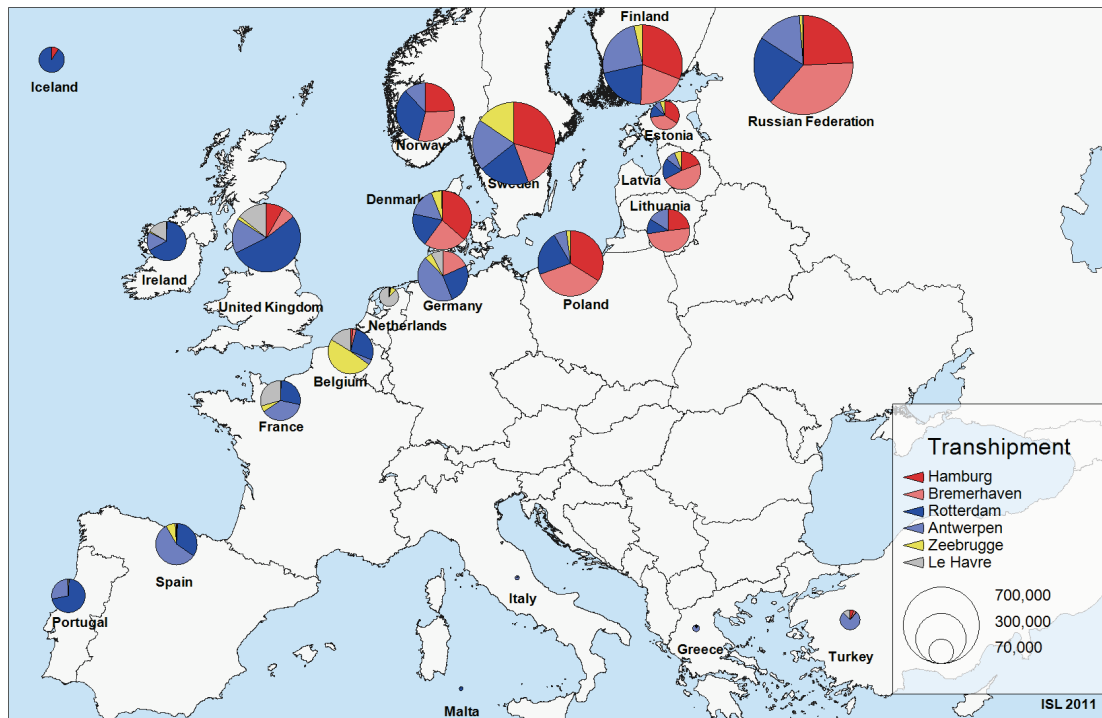 Finland
Iceland
Russian Federation
Estonia
Norway
Sweden
Latvia
Denmark
Lithuania
Ireland
United Kingdom
Germany
Poland
Netherlands
Belgium
France
Spain
Portugal
Italy
Greece
Turkey
Malta
Transhipment
Hamburg
Bremerhaven
Rotterdam
Antwerpen
Zeebrugge
Le Havre
700,000
300,000
70,000
ISL 2011